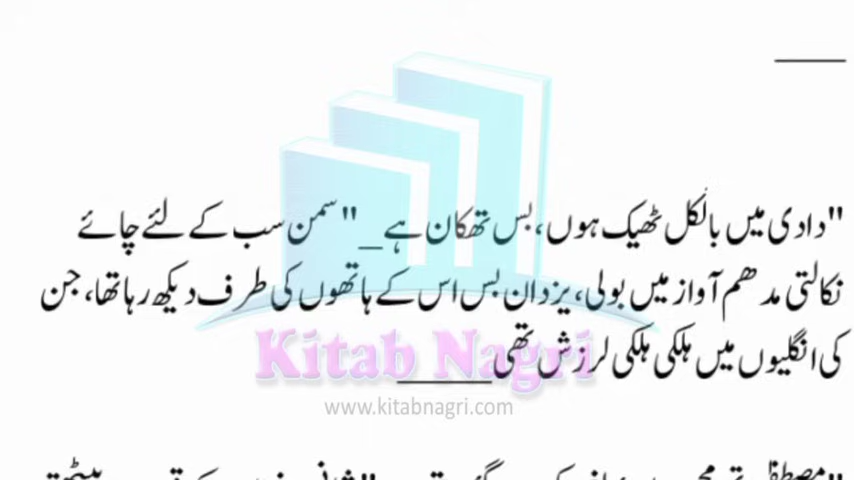 "دادی میں بالکل ٹھیک ہوں، بس تھکان ہے_" سمن سب کے لئے چائے
نکالتی مدھم آواز میں بولی، یزدان بس اس کے ہاتھوں کی طرف دیکھ رہا تھا، جن
کی انگلیوں میں ہلکی ہلکی لرزش تھی______
Kitab Nagri
www.kitabnagri.com